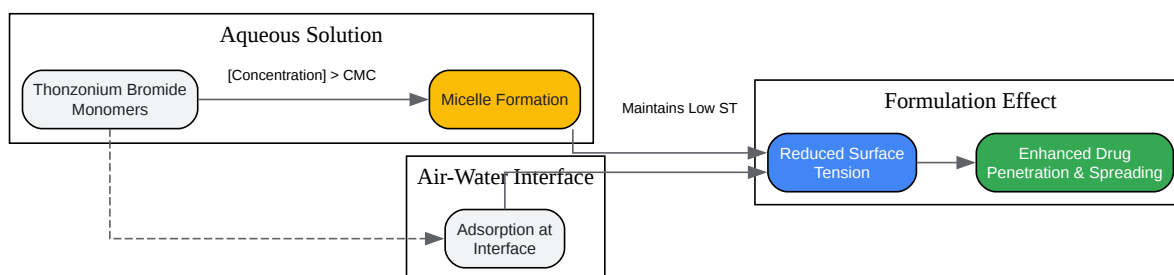 Aqueous Solution
Thonzonium Bromide
Monomers
[Concentration] > CMC
Micelle Formation
Maintains Low ST
Air-Water Interface
Adsorption at
Interface
Formulation Effect
Reduced Surface
Tension
Enhanced Drug
Penetration & Spreading